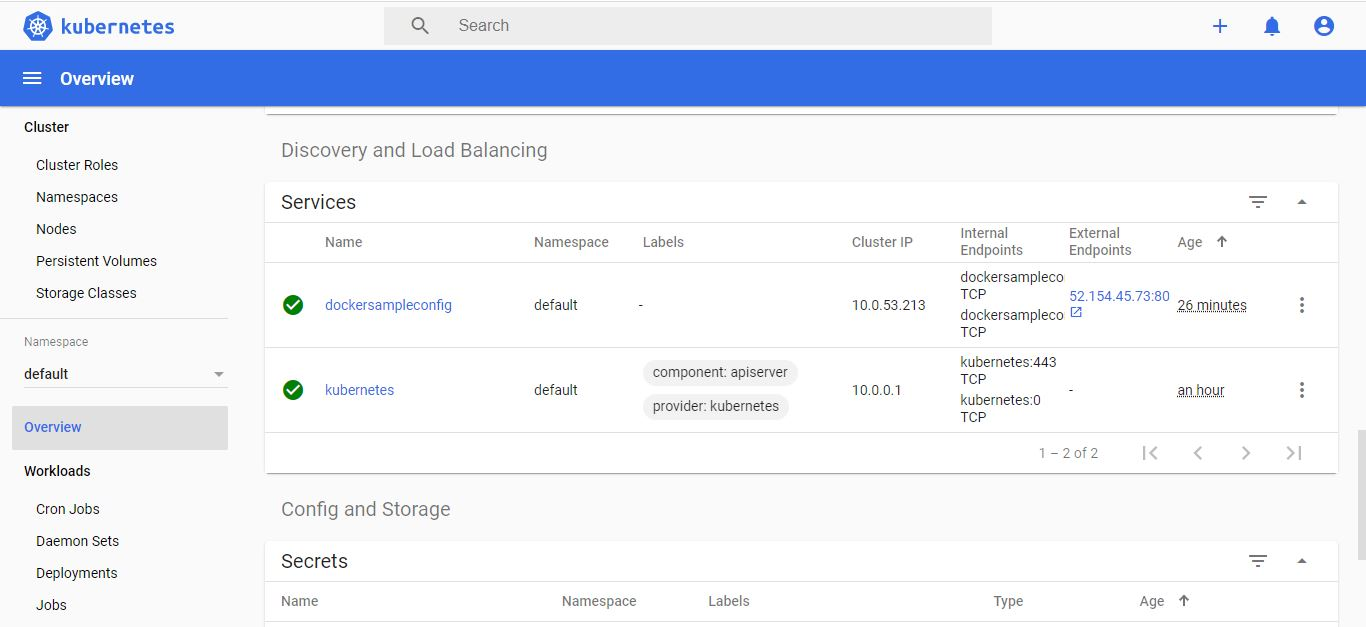 kubernetes
Search
Overview
Cluster
Cluster Roles
Namespaces
Nodes
Persistent Volumes
Storage Classes
Namespace
default
Overview
Workloads
Cron Jobs
Daemon Sets
Deployments
Jobs
Discovery and Load Balancing
Services
Name Namespace Labels Cluster IP Internal Endpoints External Endpoints Age
dockersampleconfig default - 10.0.53.213
dockersampleco
TCP
dockersampleco
TCP
52.154.45.73:80
26 minutes
kubernetes default
component: apiserver
provider: kubernetes
10.0.0.1
kubernetes:443
TCP
kubernetes:0
TCP
-
an hour
1 – 2 of 2
Config and Storage
Secrets
Name Namespace Labels Type Age